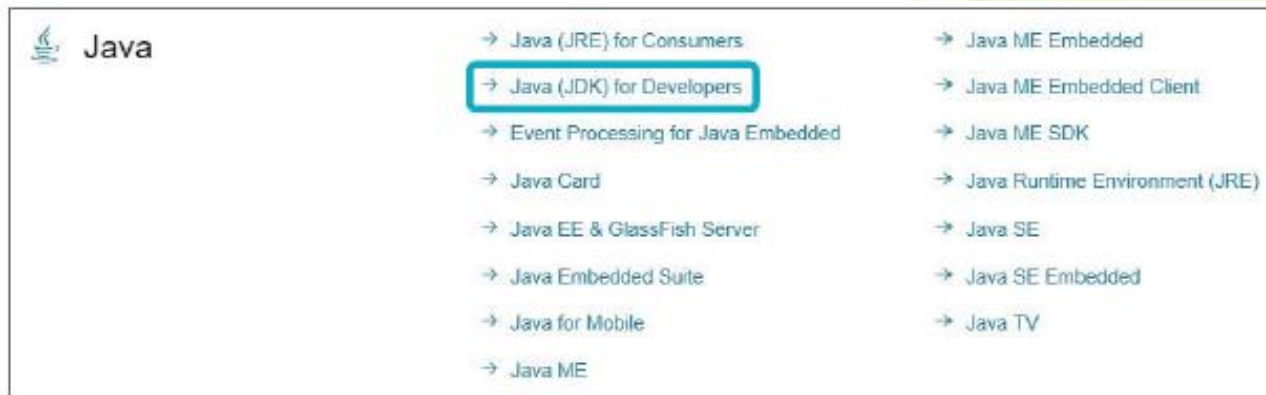 Java
→ Java (JRE) for Consumers
→ Java (JDK) for Developers
→ Event Processing for Java Embedded
→ Java Card
→ Java EE & GlassFish Server
→ Java Embedded Suite
→ Java for Mobile
→ Java ME
→ Java ME Embedded
→ Java ME Embedded Client
→ Java ME SDK
→ Java Runtime Environment (JRE)
→ Java SE
→ Java SE Embedded
→ Java TV